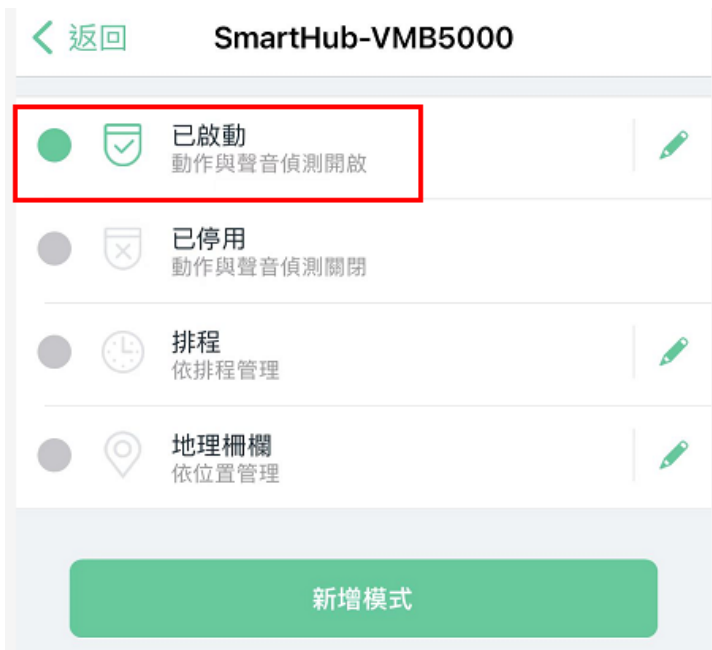 返回
SmartHub-VMB5000
已啟動
動作與聲音偵測開啟
已停用
動作與聲音偵測關閉
排程
依排程管理
地理柵欄
依位置管理
新增模式